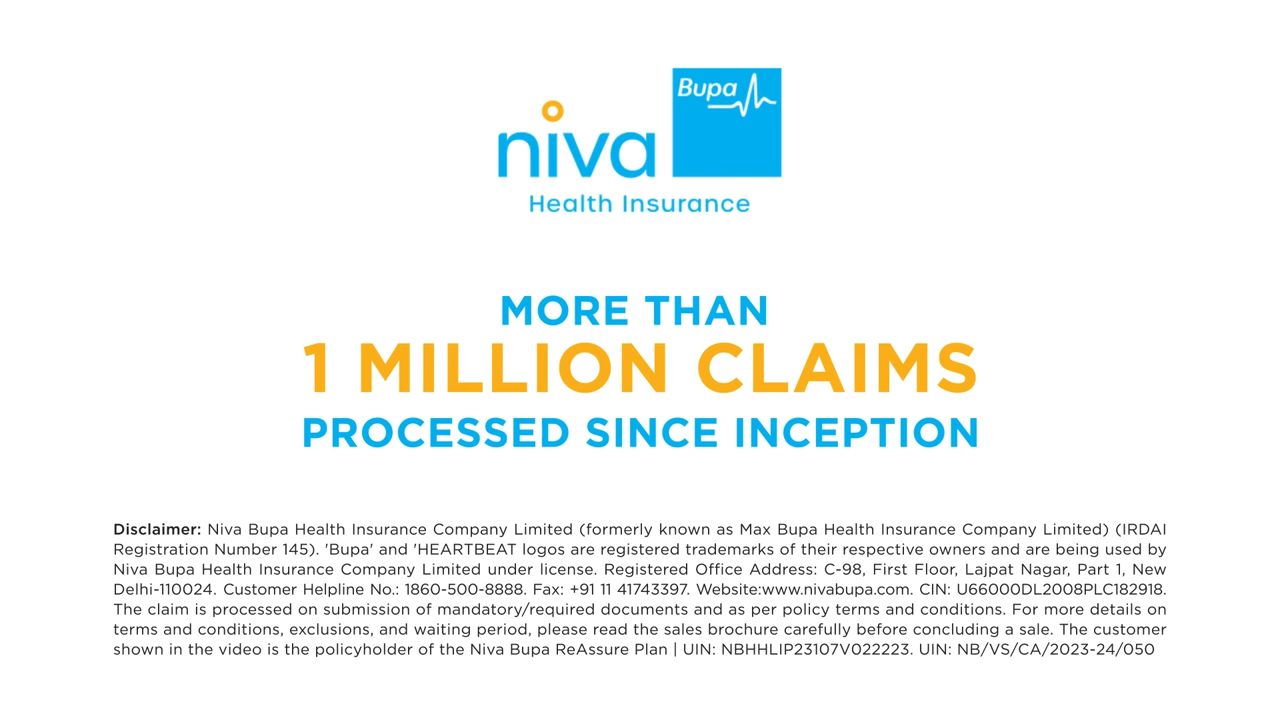 Bupa
niva
Health Insurance
MORE THAN
1 MILLION CLAIMS
PROCESSED SINCE INCEPTION
Disclaimer: Niva Bupa Health Insurance Company Limited (formerly known as Max Bupa Health Insurance Company Limited) (IRDAI
Registration Number 145). 'Bupa' and 'HEARTBEAT logos are registered trademarks of their respective owners and are being used by
Niva Bupa Health Insurance Company Limited under license. Registered Office Address: C-98, First Floor, Lajpat Nagar, Part 1, New
Delhi-110024. Customer Helpline No.: 1860-500-8888. Fax: +91 11 41743397. Website:www.nivabupa.com. CIN: U66000DL2008PLC182918.
The claim is processed on submission of mandatory/required documents and as per policy terms and conditions. For more details on
terms and conditions, exclusions, and waiting period, please read the sales brochure carefully before concluding a sale. The customer
shown in the video is the policyholder of the Niva Bupa ReAssure Plan | UIN: NBHHLIP23107V022223. UIN: NB/VS/CA/2023-24/050